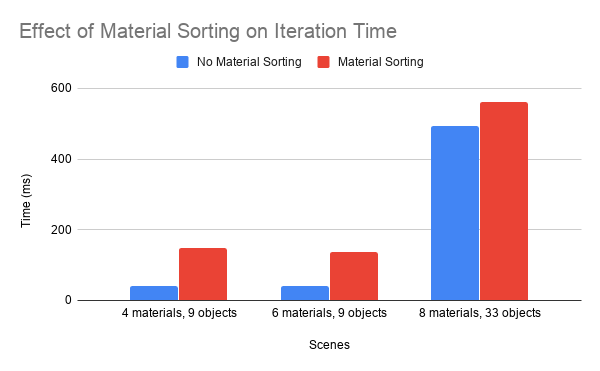 Effect of Material Sorting on Iteration Time
No Material Sorting Material Sorting
600
400
200
0
Time (ms)
4 materials, 9 objects 6 materials, 9 objects 8 materials, 33 objects
Scenes